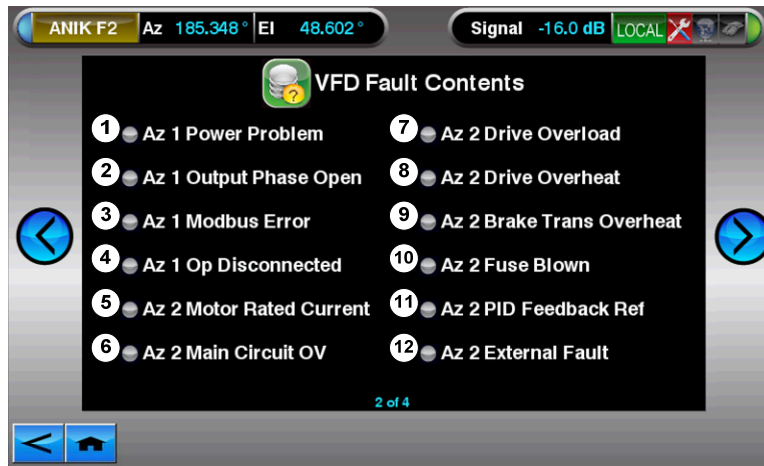 ANIK F2 Az 185.348° El 48.602° Signal -16.0 dB LOCAL
VFD Fault Contents
1 Az 1 Power Problem
2 Az 1 Output Phase Open
3 Az 1 Modbus Error
4 Az 1 Op Disconnected
5 Az 2 Motor Rated Current
6 Az 2 Main Circuit OV
7 Az 2 Drive Overload
8 Az 2 Drive Overheat
9 Az 2 Brake Trans Overheat
10 Az 2 Fuse Blown
11 Az 2 PID Feedback Ref
12 Az 2 External Fault
2 of 4